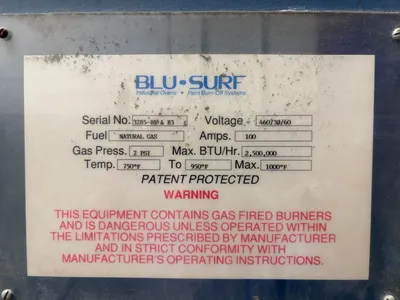 BLU•SURF
Industrial Ovens • Paint Burn-Off Systems
Serial No. Voltage 460/3Ø/60
Fuel NATURAL GAS Amps. 100
Gas Press. 2 PSI Max. BTU/Hr. 2,500,000
Temp. 750°F To 950°F Max. 1000°F
PATENT PROTECTED
WARNING
THIS EQUIPMENT CONTAINS GAS FIRED BURNERS
AND IS DANGEROUS UNLESS OPERATED WITHIN
THE LIMITATIONS PRESCRIBED BY MANUFACTURER
AND IN STRICT CONFORMITY WITH
MANUFACTURER'S OPERATING INSTRUCTIONS.